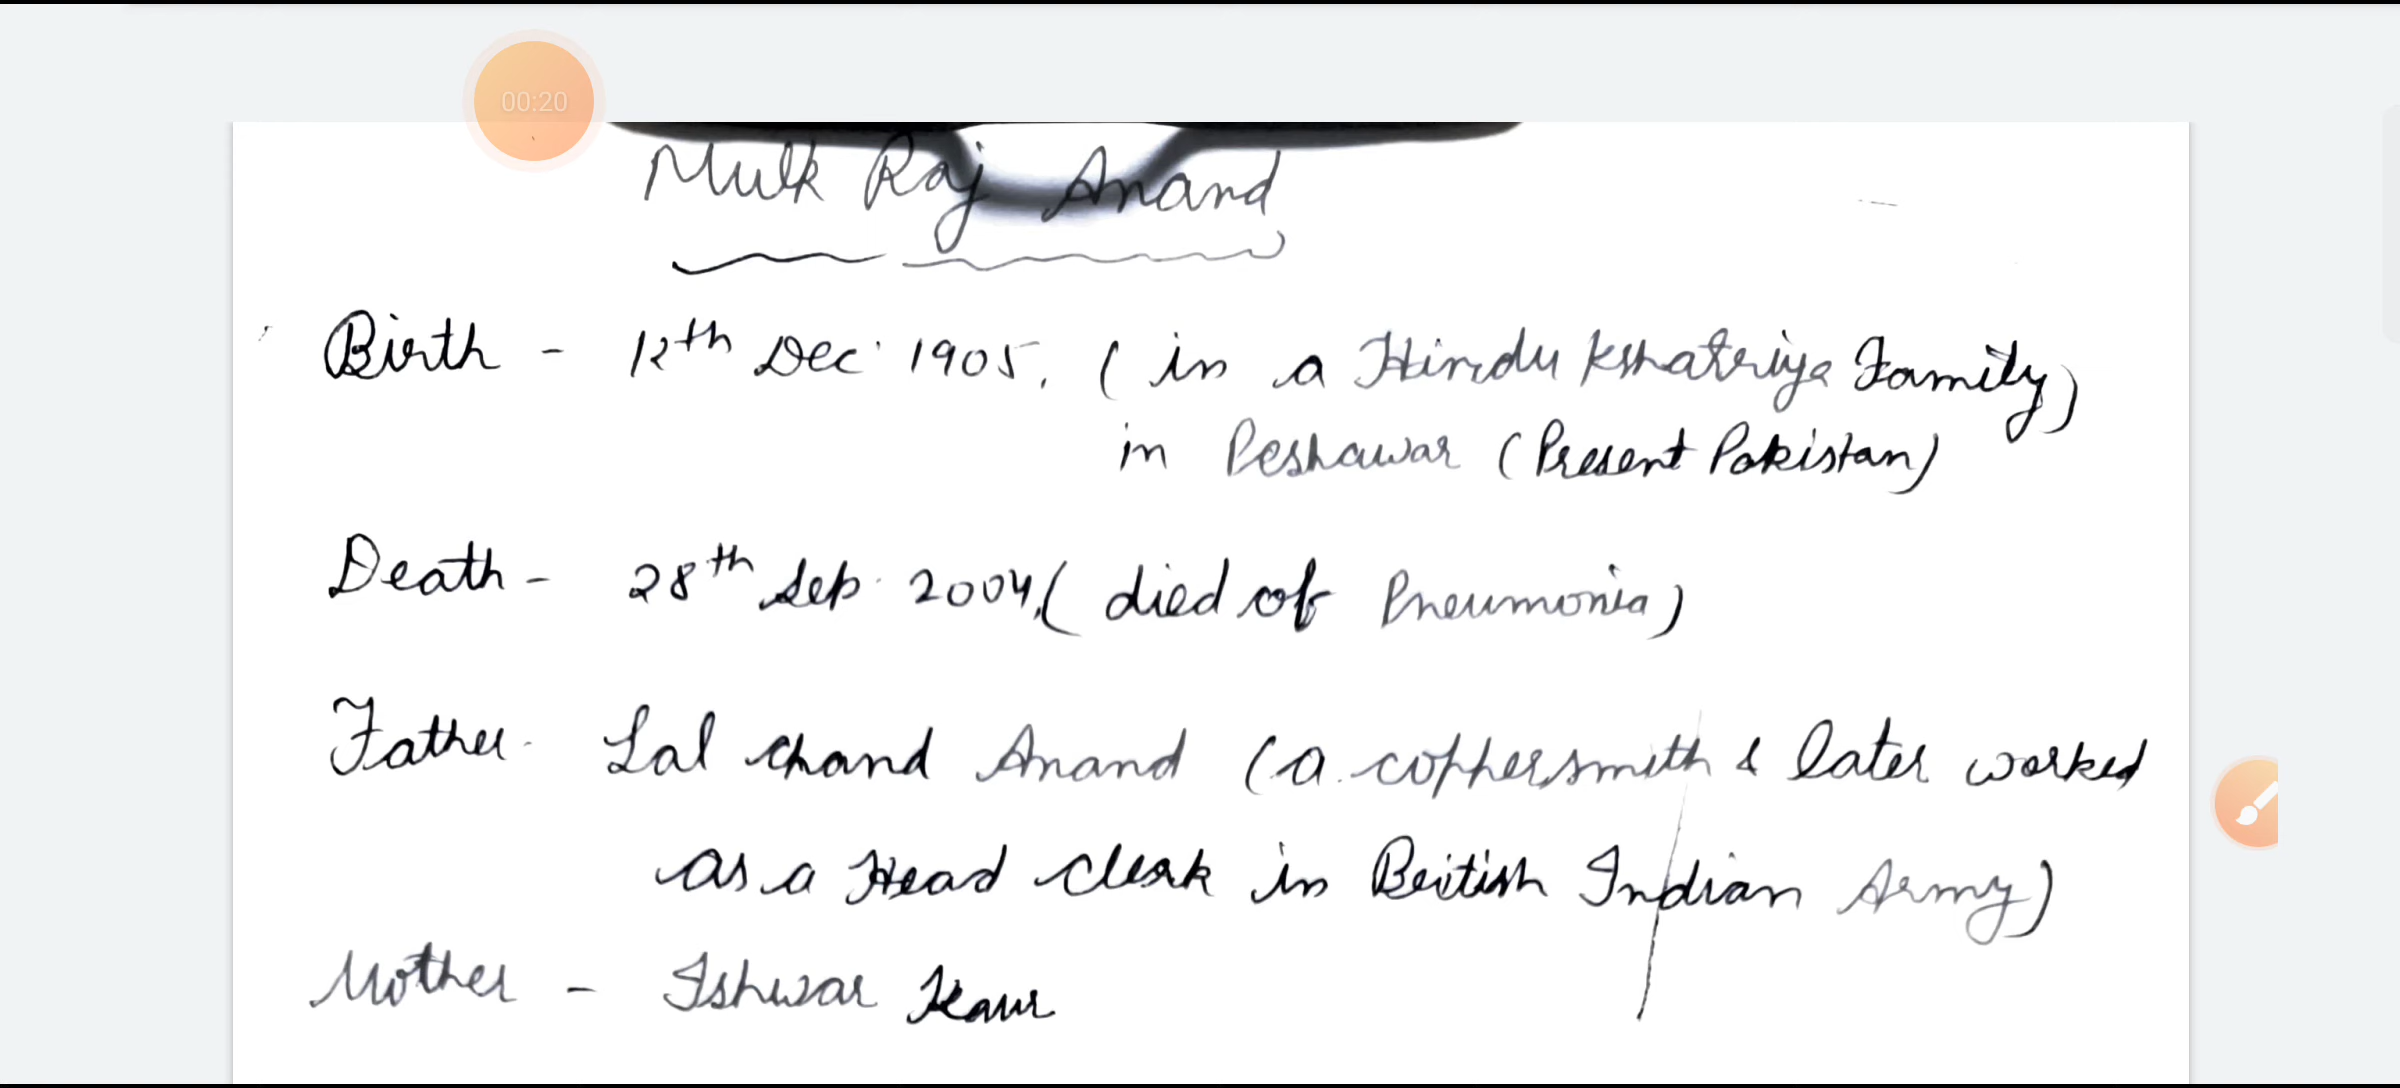 00:20
Mulk Raj Anand
Birth - 12th Dec. 1905, ( in a Hindu Kshatriya Family)
in Peshawar (Present Pakistan)
Death - 28th Sep. 2004, ( died of Pneumonia)
Father - Lal chand Anand (a coppersmith & later worked
as a Head clerk in British Indian Army)
Mother - Ishwar Kaur